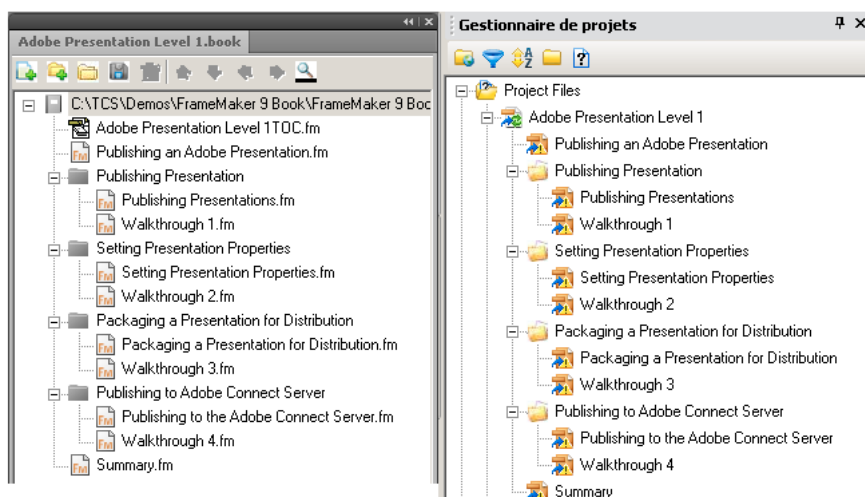 Adobe Presentation Level 1.book
C:\TCS\Demos\FrameMaker 9 Book\FrameMaker 9 Boc
Adobe Presentation Level 1TOC.fm
Publishing an Adobe Presentation.fm
Publishing Presentation
Publishing Presentations.fm
Walkthrough 1.fm
Setting Presentation Properties
Setting Presentation Properties.fm
Walkthrough 2.fm
Packaging a Presentation for Distribution
Packaging a Presentation for Distribution.fm
Walkthrough 3.fm
Publishing to Adobe Connect Server
Publishing to the Adobe Connect Server.fm
Walkthrough 4.fm
Summary.fm
Gestionnaire de projets
Project Files
Adobe Presentation Level 1
Publishing an Adobe Presentation
Publishing Presentation
Publishing Presentations
Walkthrough 1
Setting Presentation Properties
Setting Presentation Properties
Walkthrough 2
Packaging a Presentation for Distribution
Packaging a Presentation for Distribution
Walkthrough 3
Publishing to Adobe Connect Server
Publishing to the Adobe Connect Server
Walkthrough 4
Summary